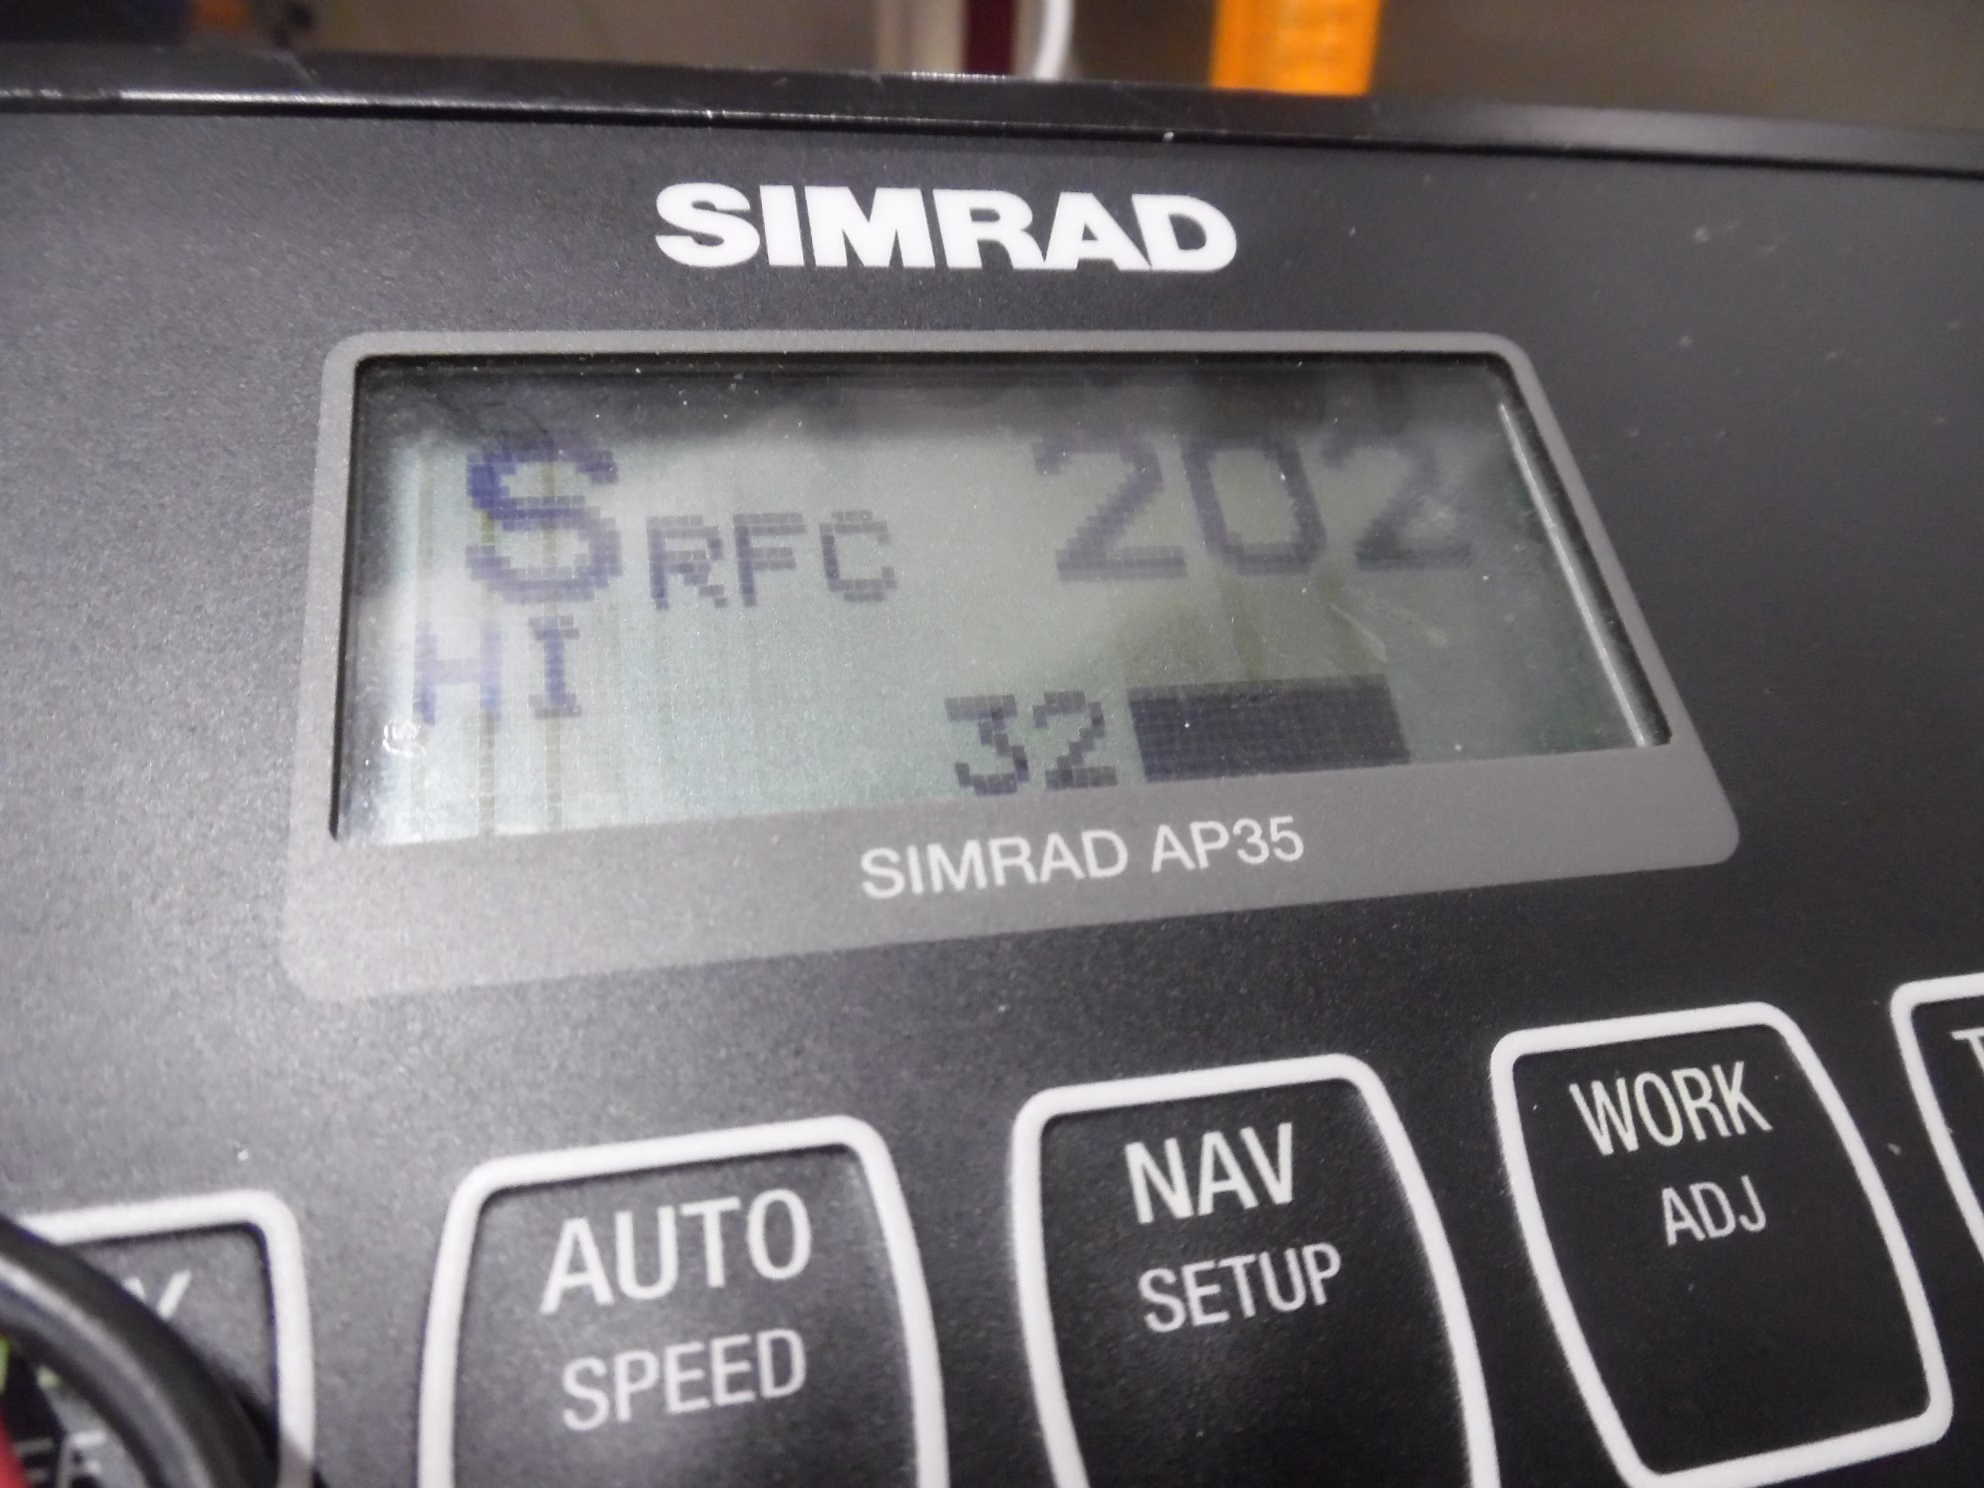 SIMRAD
S RFC 202
HI
32
SIMRAD AP35
AUTO
SPEED
NAV
SETUP
WORK
ADJ